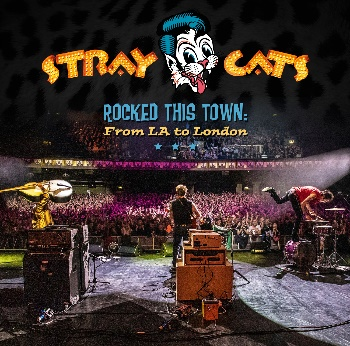 STRAY CATS
ROCKED THIS TOWN:
From LA to London